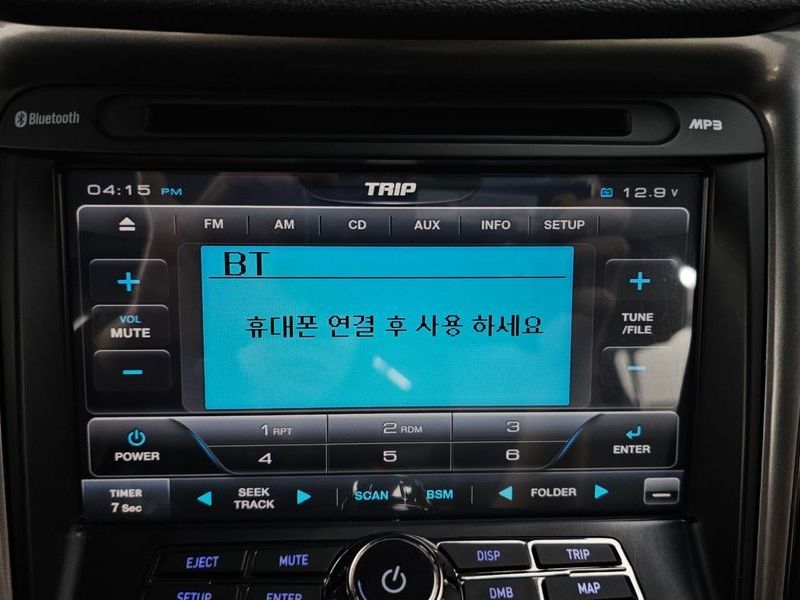 Bluetooth
MP3
04:15 PM
TRIP
12.9 V
FM AM CD AUX INFO SETUP
BT
휴대폰 연결 후 사용 하세요
+
VOL
MUTE
−
+
TUNE
/FILE
−
POWER
1 RPT 2 RDM 3
4 5 6
ENTER
TIMER
7 Sec
SEEK
TRACK
SCAN
BSM
FOLDER
EJECT MUTE DISP TRIP
SETUP ENTER DMB MAP